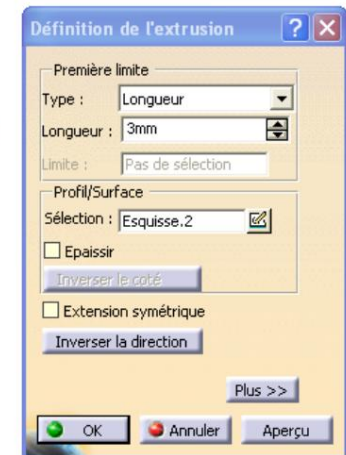 Définition de l'extrusion ? X
Première limite
Type : Longueur
Longueur : 3mm
Limite : Pas de sélection
Profil/Surface
Sélection : Esquisse.2
Epaissir
Inverser le coté
Extension symétrique
Inverser la direction
Plus >>
OK Annuler Aperçu